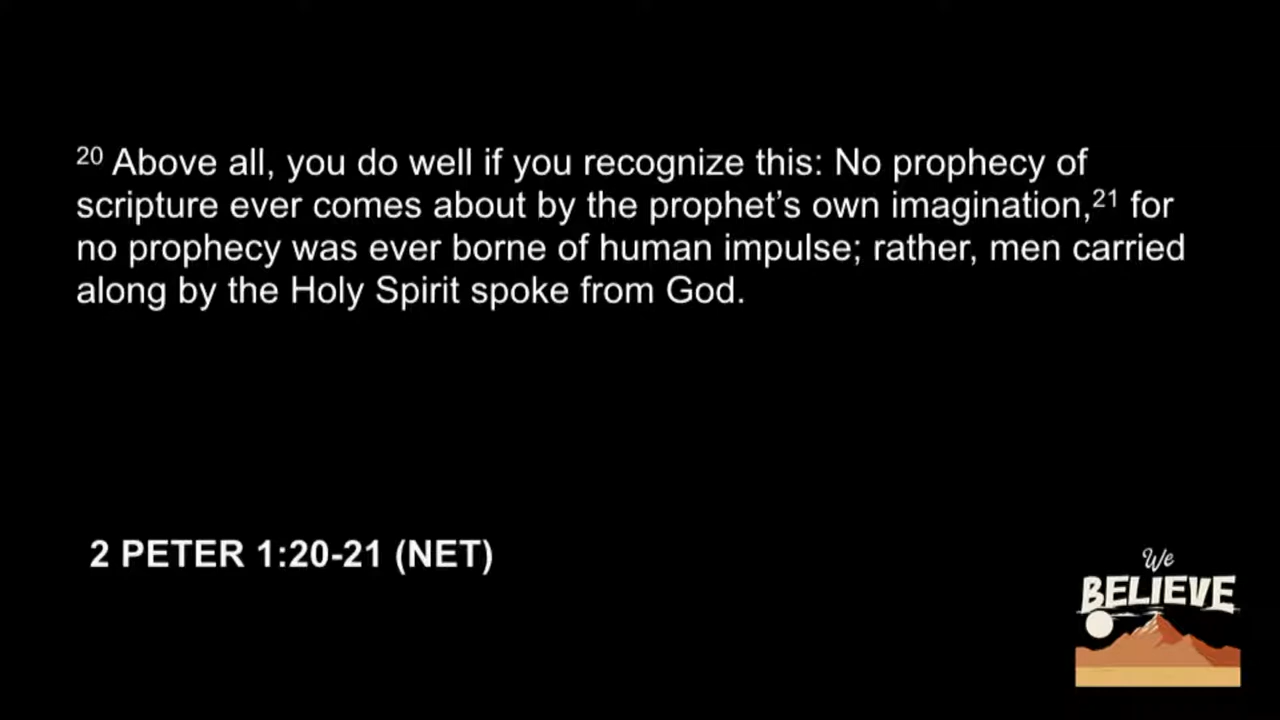 20 Above all, you do well if you recognize this: No prophecy of
scripture ever comes about by the prophet’s own imagination,21 for
no prophecy was ever borne of human impulse; rather, men carried
along by the Holy Spirit spoke from God.
2 PETER 1:20-21 (NET)
We
BELIEVE